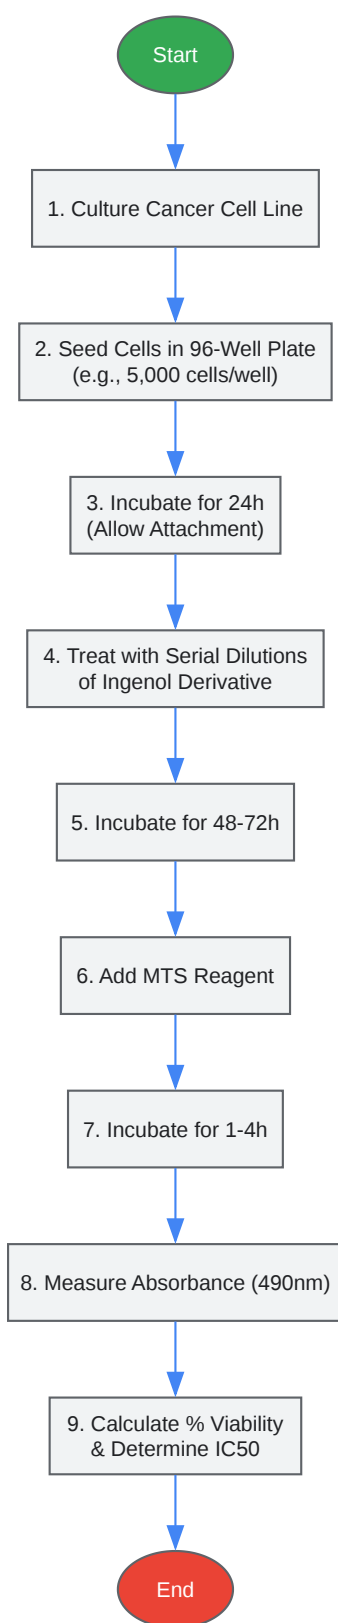 Start
1. Culture Cancer Cell Line
2. Seed Cells in 96-Well Plate
(e.g., 5,000 cells/well)
3. Incubate for 24h
(Allow Attachment)
4. Treat with Serial Dilutions
of Ingenol Derivative
5. Incubate for 48-72h
6. Add MTS Reagent
7. Incubate for 1-4h
8. Measure Absorbance (490nm)
9. Calculate % Viability
& Determine IC50
End